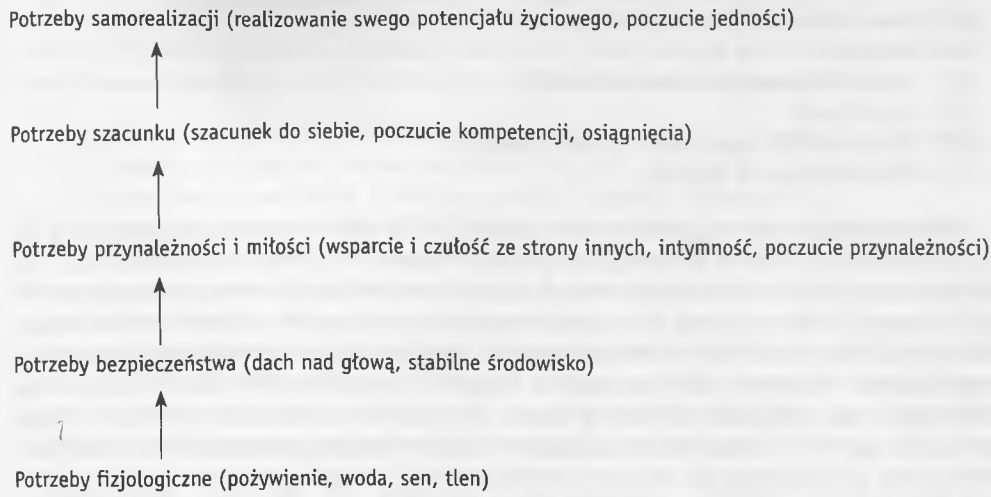 Potrzeby samorealizacji (realizowanie swego potencjału życiowego, poczucie jedności)
Potrzeby szacunku (szacunek do siebie, poczucie kompetencji, osiągnięcia)
Potrzeby przynależności i miłości (wsparcie i czułość ze strony innych, intymność, poczucie przynależności)
Potrzeby bezpieczeństwa (dach nad głową, stabilne środowisko)
Potrzeby fizjologiczne (pożywienie, woda, sen, tlen)